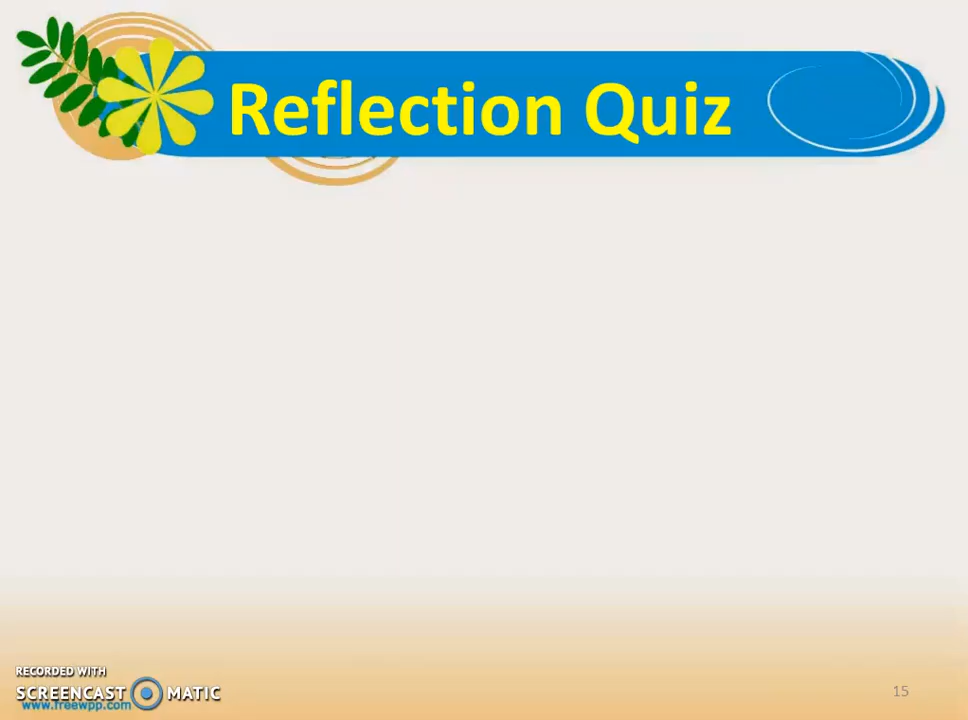 Reflection Quiz
RECORDED WITH
SCREENCAST MATIC
www.freewpp.com
15